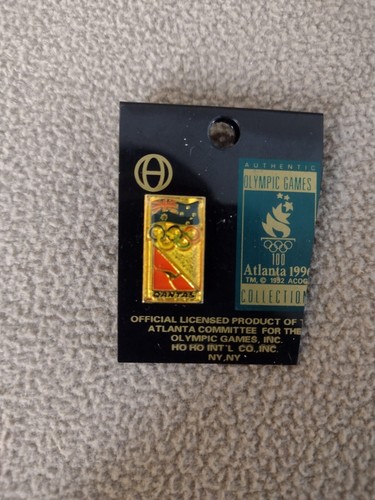 AUTHENTIC
OLYMPIC GAMES
100
Atlanta 1996
TM, © 1992 ACOG
COLLECTION
QANTAS
OFFICIAL LICENSED PRODUCT OF T
ATLANTA COMMITTEE FOR THE
OLYMPIC GAMES, INC.
HO HO INT'L CO., INC.
NY, NY